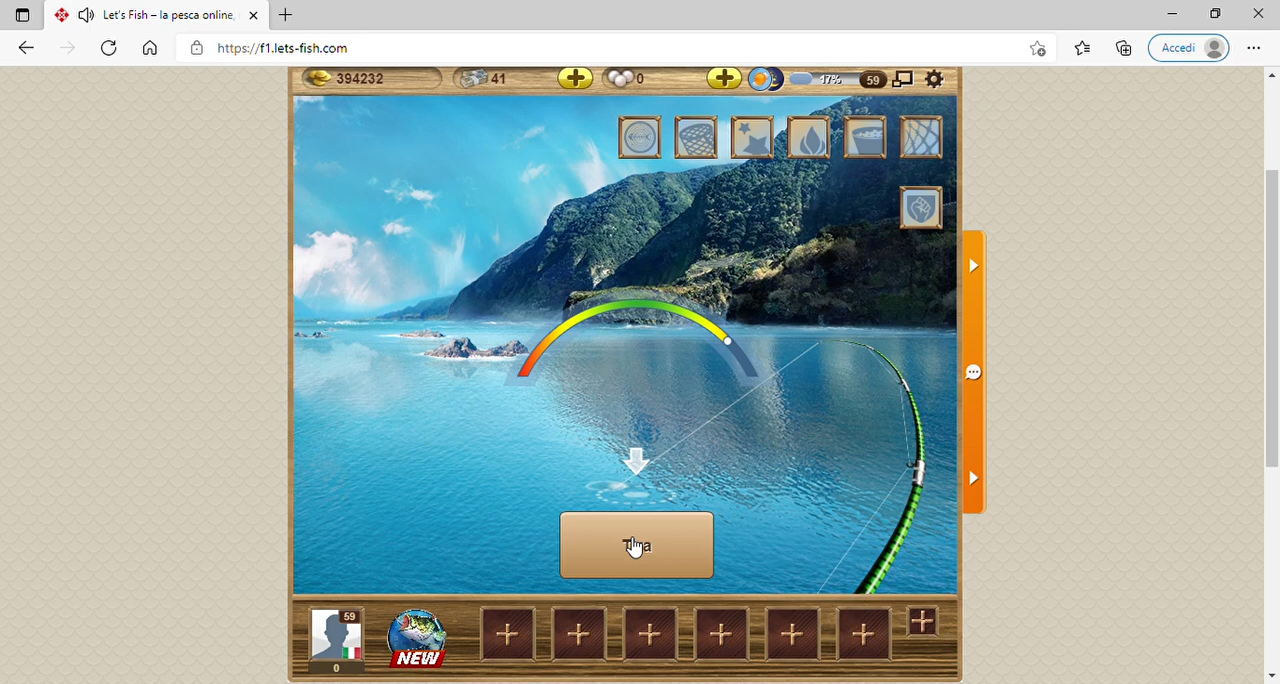 Let's Fish – la pesca online,
https://f1.lets-fish.com
Accedi
394232
41
0
17%
59
59
0
NEW